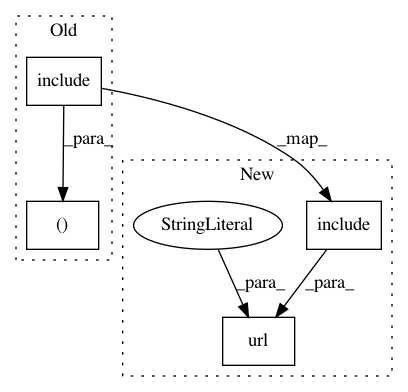 Old
include
_para_
_map_
New
()
StringLiteral
include
_para_
_para_
url